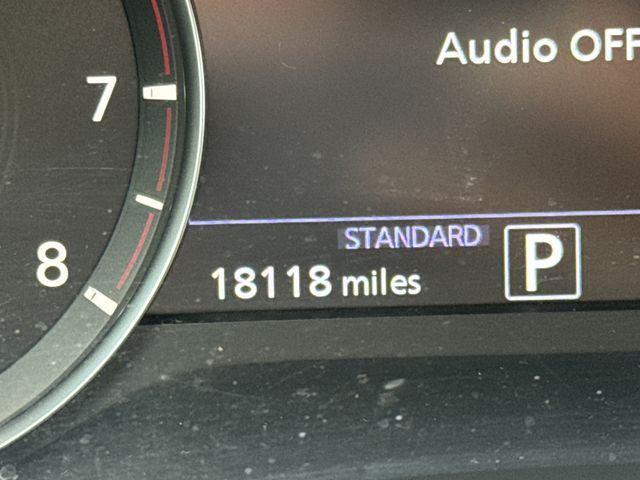 Audio OFF
7
STANDARD
8
18118 miles
P